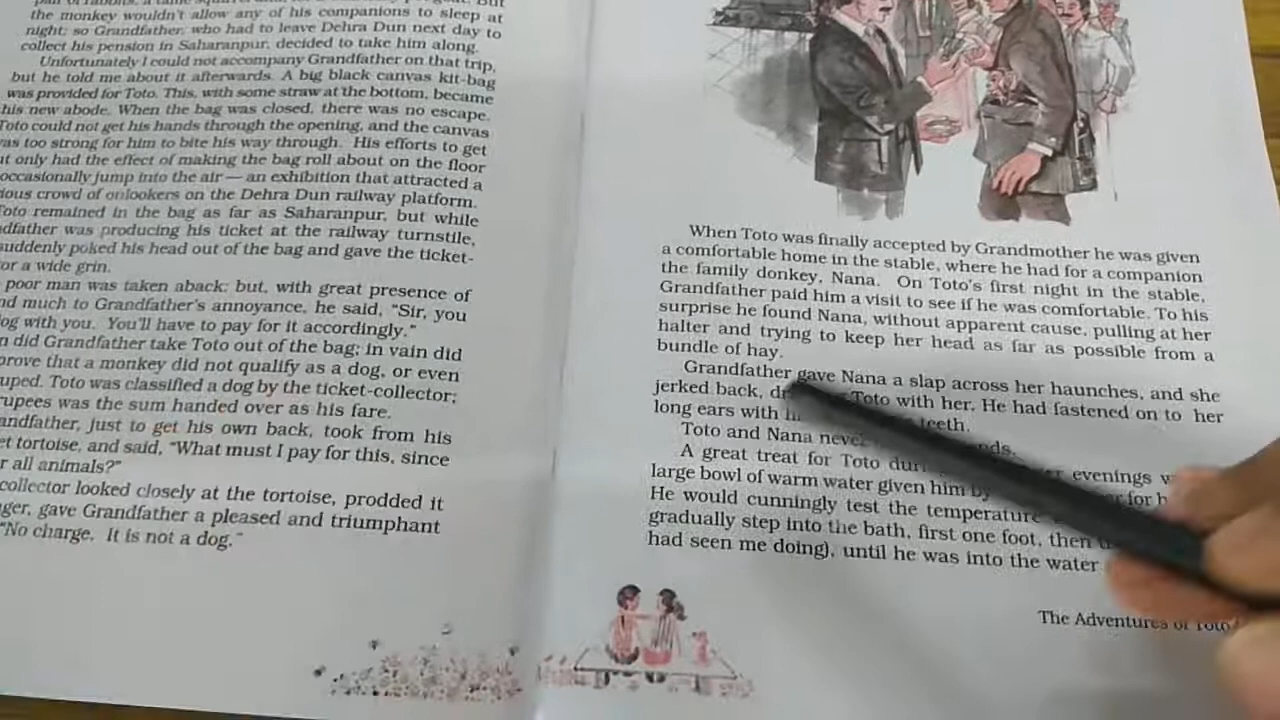 the monkey wouldn't allow any of his companions to sleep at
night; so Grandfather, who had to leave Dehra Dun next day to
collect his pension in Saharanpur, decided to take him along.
Unfortunately I could not accompany Grandfather on that trip,
but he told me about it afterwards. A big black canvas kit-bag
was provided for Toto. This, with some straw at the bottom, became
his new abode. When the bag was closed, there was no escape.
Toto could not get his hands through the opening, and the canvas
was too strong for him to bite his way through. His efforts to get
only had the effect of making the bag roll about on the floor
occasionally jump into the air — an exhibition that attracted a
crowd of onlookers on the Dehra Dun railway platform.
Toto remained in the bag as far as Saharanpur, but while
was producing his ticket at the railway turnstile,
suddenly poked his head out of the bag and gave the ticket-
a wide grin.
poor man was taken aback; but, with great presence of
and much to Grandfather's annoyance, he said, "Sir, you
with you. You'll have to pay for it accordingly."
did Grandfather take Toto out of the bag; in vain did
prove that a monkey did not qualify as a dog, or even
Toto was classified a dog by the ticket-collector;
rupees was the sum handed over as his fare.
just to get his own back, took from his
tortoise, and said, "What must I pay for this, since
all animals?"
collector looked closely at the tortoise, prodded it
gave Grandfather a pleased and triumphant
"No charge. It is not a dog."
When Toto was finally accepted by Grandmother he was given
a comfortable home in the stable, where he had for a companion
the family donkey, Nana. On Toto's first night in the stable,
Grandfather paid him a visit to see if he was comfortable. To his
surprise he found Nana, without apparent cause, pulling at her
halter and trying to keep her head as far as possible from a
bundle of hay.
Grandfather gave Nana a slap across her haunches, and she
jerked back, Toto with her. He had fastened on to her
long ears with teeth.
Toto and Nana
A great treat for Toto evenings
large bowl of warm water given him by for
He would cunningly test the temperature
gradually step into the bath, first one foot, then
had seen me doing), until he was into the water
The Adventures of Toto